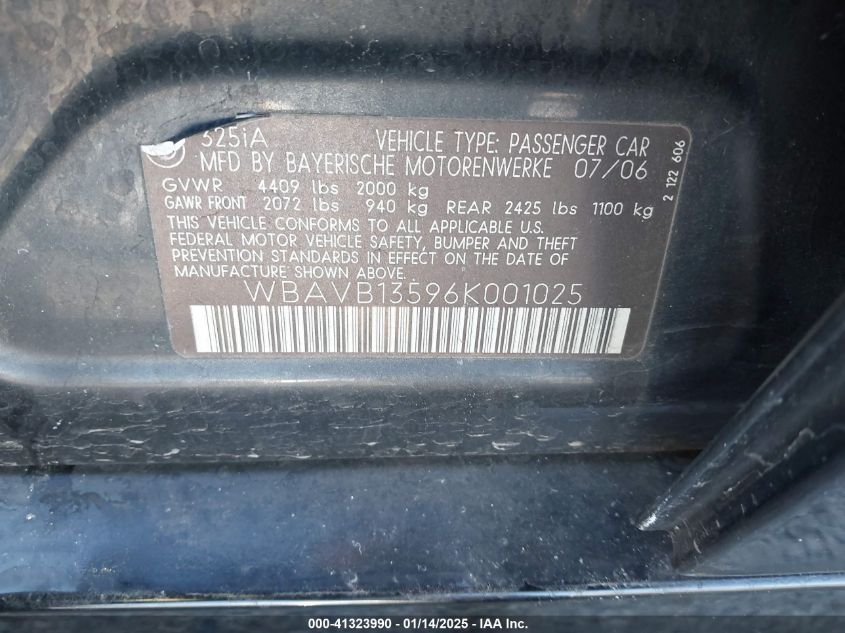 325iA VEHICLE TYPE: PASSENGER CAR
MFD BY BAYERISCHE MOTORENWERKE 07/06
GVWR 4409 lbs 2000 kg
GAWR FRONT 2072 lbs 940 kg REAR 2425 lbs 1100 kg
THIS VEHICLE CONFORMS TO ALL APPLICABLE U.S.
FEDERAL MOTOR VEHICLE SAFETY, BUMPER AND THEFT
PREVENTION STANDARDS IN EFFECT ON THE DATE OF
MANUFACTURE SHOWN ABOVE.
WBAVB13596K001025
2 122 606
000-41323990 - 01/14/2025 - IAA Inc.